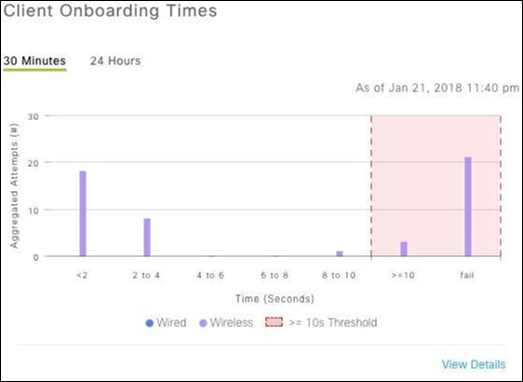 Client Onboarding Times
30 Minutes 24 Hours
As of Jan 21, 2018 11:40 pm
Aggregated Attempts (#)
30
20
10
0
<2 2 to 4 4 to 6 6 to 8 8 to 10 >=10 fail
Time (Seconds)
Wired Wireless >= 10s Threshold
View Details